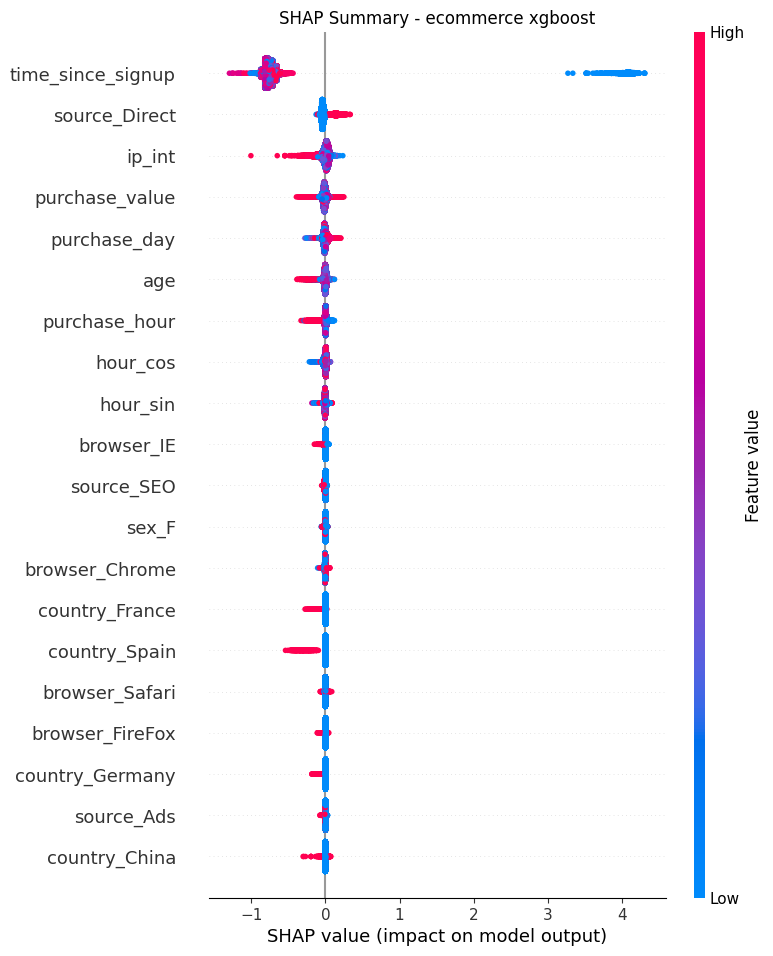 SHAP Summary - ecommerce xgboost
High
time_since_signup
source_Direct
ip_int
purchase_value
purchase_day
age
purchase_hour
hour_cos
hour_sin
browser_IE
source_SEO
sex_F
browser_Chrome
country_France
country_Spain
browser_Safari
browser_FireFox
country_Germany
source_Ads
country_China
Feature value
Low
−1 0 1 2 3 4
SHAP value (impact on model output)